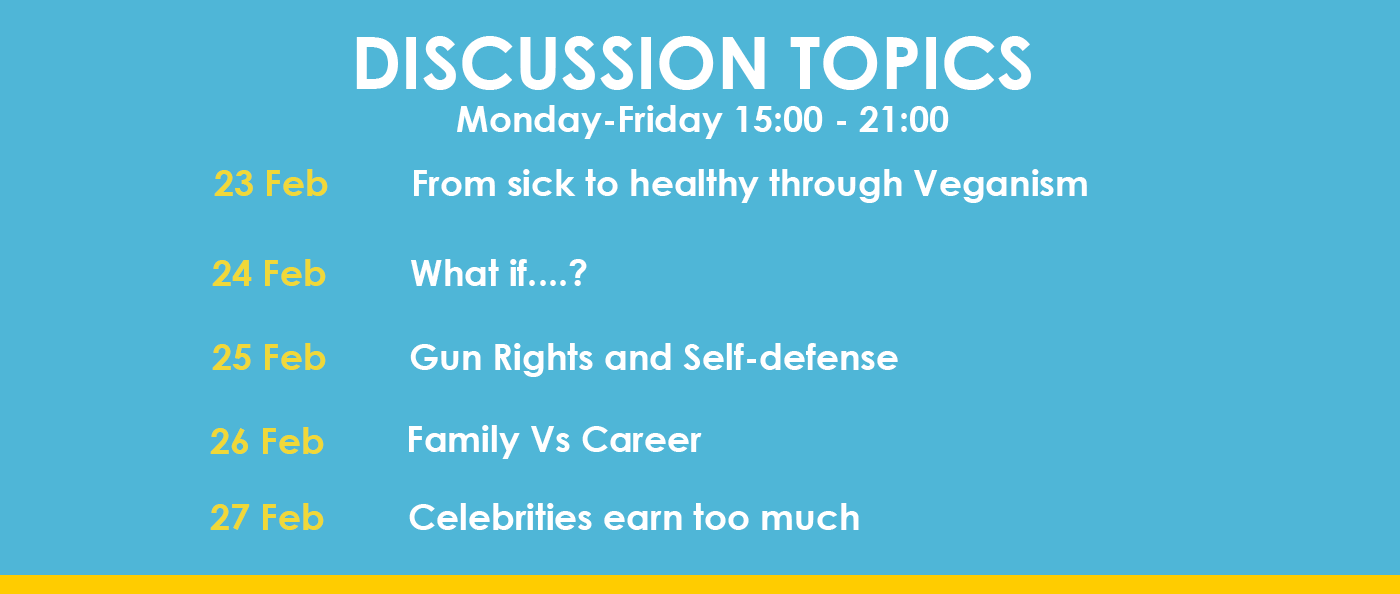 DISCUSSION TOPICS
Monday-Friday 15:00 - 21:00
23 Feb From sick to healthy through Veganism
24 Feb What if....?
25 Feb Gun Rights and Self-defense
26 Feb Family Vs Career
27 Feb Celebrities earn too much